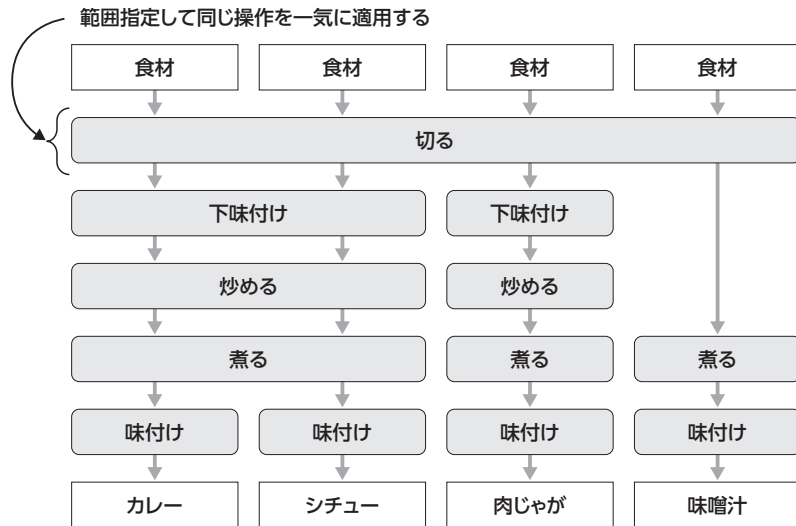 範囲指定して同じ操作を一気に適用する
食材 食材 食材 食材
切る
下味付け 下味付け
炒める 炒める
煮る 煮る 煮る
味付け 味付け 味付け 味付け
カレー シチュー 肉じゃが 味噌汁